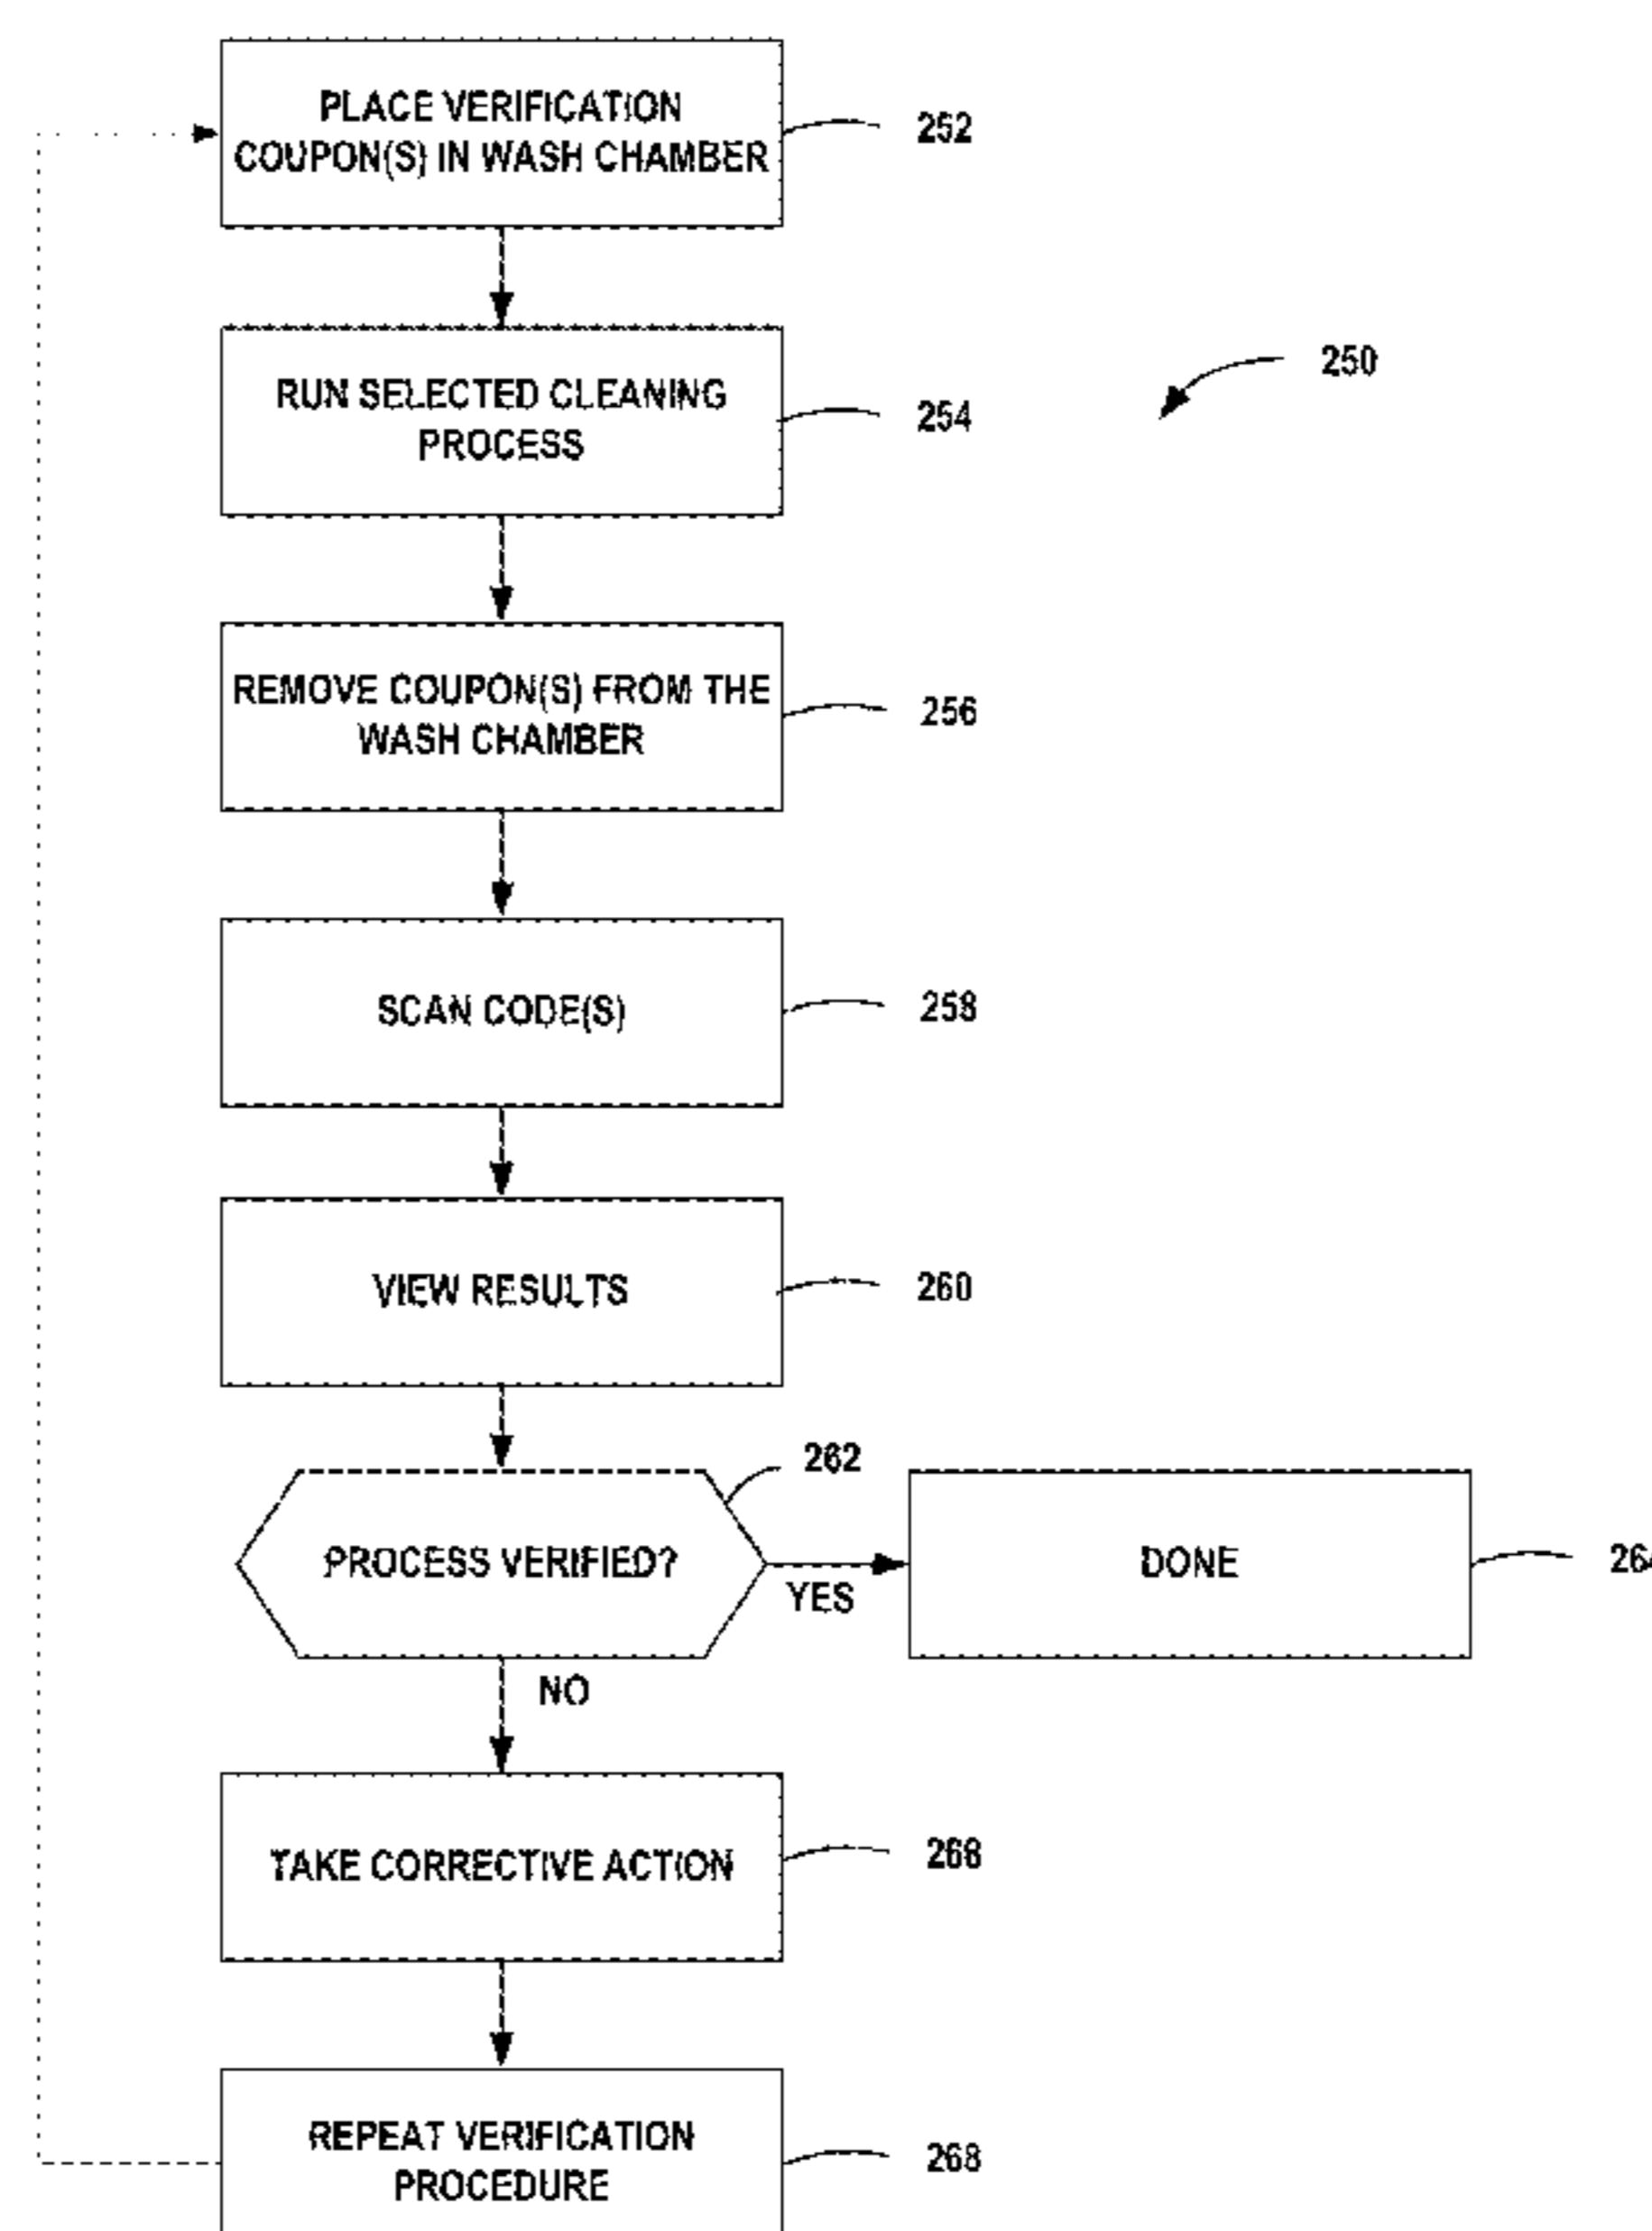 PLACE VERIFICATION
COUPON(S) IN WASH CHAMBER
252
RUN SELECTED CLEANING
PROCESS
254
250
REMOVE COUPON(S) FROM THE
WASH CHAMBER
256
SCAN CODE(S)
258
VIEW RESULTS
260
262
PROCESS VERIFIED?
YES
DONE
264
NO
TAKE CORRECTIVE ACTION
266
REPEAT VERIFICATION
PROCEDURE
268